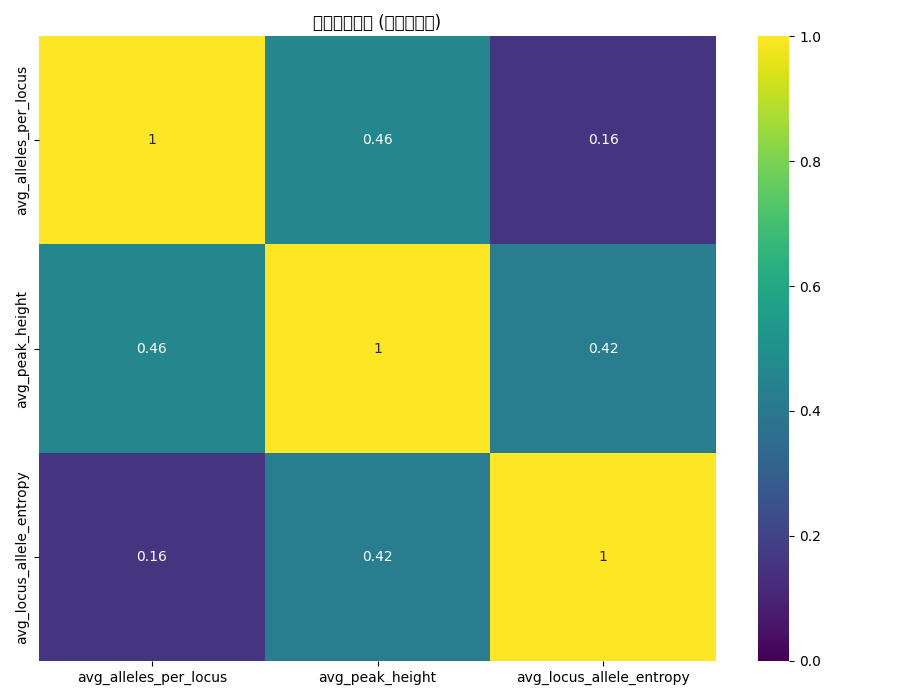 avg_alleles_per_locus
1
0.46
0.16
avg_peak_height
0.46
1
0.42
avg_locus_allele_entropy
0.16
0.42
1
avg_alleles_per_locus
avg_peak_height
avg_locus_allele_entropy
1.0
0.8
0.6
0.4
0.2
0.0